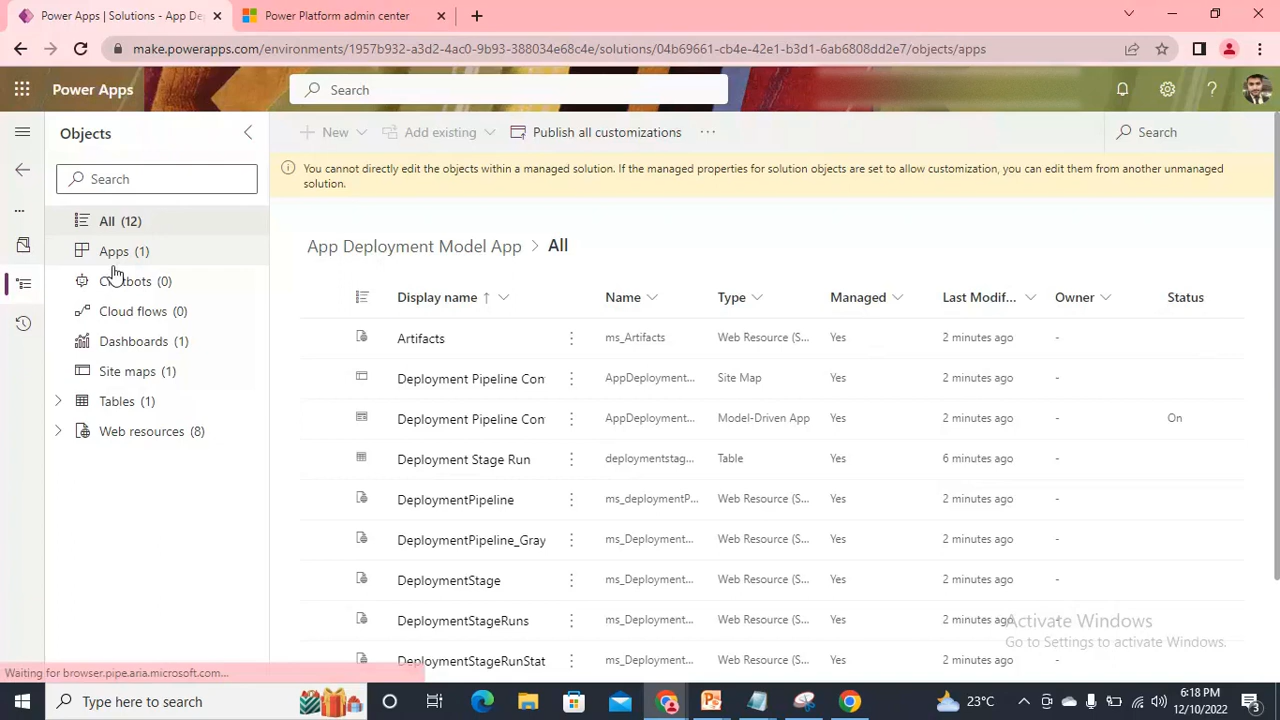 Power Apps | Solutions - App De
Power Platform admin center
make.powerapps.com/environments/1957b932-a3d2-4ac0-9b93-388034e68c4e/solutions/04b69661-cb4e-42e1-b3d1-6ab6808dd2e7/objects/apps
Power Apps
Search
Objects
New
Add existing
Publish all customizations
Search
Search
You cannot directly edit the objects within a managed solution. If the managed properties for solution objects are set to allow customization, you can edit them from another unmanaged
solution.
All (12)
Apps (1)
Chatbots (0)
Cloud flows (0)
Dashboards (1)
Site maps (1)
Tables (1)
Web resources (8)
App Deployment Model App > All
Display name Name Type Managed Last Modif... Owner Status
Artifacts ms_Artifacts Web Resource (S... Yes 2 minutes ago -
Deployment Pipeline Con AppDeployment... Site Map Yes 2 minutes ago -
Deployment Pipeline Con AppDeployment... Model-Driven App Yes 2 minutes ago - On
Deployment Stage Run deploymentstag... Table Yes 6 minutes ago -
DeploymentPipeline ms_deploymentP... Web Resource (S... Yes 2 minutes ago -
DeploymentPipeline_Gray ms_Deployment... Web Resource (S... Yes 2 minutes ago -
DeploymentStage ms_Deployment... Web Resource (S... Yes 2 minutes ago -
DeploymentStageRuns ms_Deployment... Web Resource (S... Yes 2 minutes ago -
DeploymentStageRunStat ms_Deployment... Web Resource (S... Yes 2 minutes ago -
Activate Windows
Go to Settings to activate Windows.
Waiting for browser.pipe.aria.microsoft.com...
Type here to search
23°C
6:18 PM
12/10/2022
3